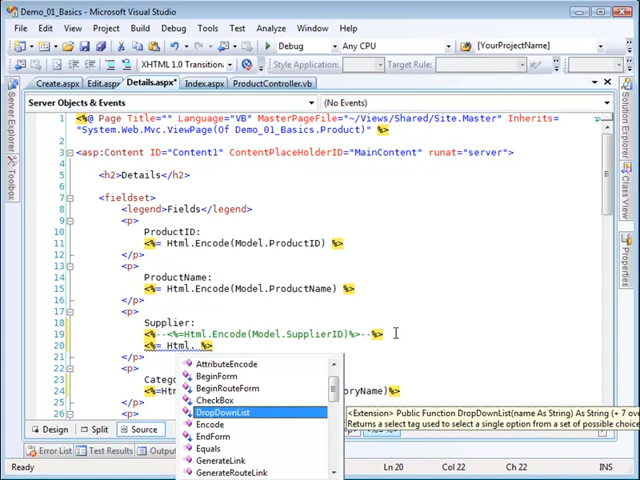 Demo_01_Basics - Microsoft Visual Studio
File Edit View Project Build Debug Tools Test Analyze Window Help
Debug Any CPU [YourProjectName]
XHTML 1.0 Transition Style Application: Target Rule:
Create.aspx Edit.aspx Details.aspx* Index.aspx ProductController.vb
Server Objects & Events (No Events)
Server Explorer
Toolbox
Solution Explorer
Class View
Properties
1 <%@ Page Title="" Language="VB" MasterPageFile="~/Views/Shared/Site.Master" Inherits=
"System.Web.Mvc.ViewPage(Of Demo_01_Basics.Product)" %>
2
3 <asp:Content ID="Content1" ContentPlaceHolderID="MainContent" runat="server">
4
5 <h2>Details</h2>
6
7 <fieldset>
8 <legend>Fields</legend>
9 <p>
10 ProductID:
11 <%= Html.Encode(Model.ProductID) %>
12 </p>
13 <p>
14 ProductName:
15 <%= Html.Encode(Model.ProductName) %>
16 </p>
17 <p>
18 Supplier:
19 <%--<%=Html.Encode(Model.SupplierID)%>--%>
20 <%= Html. %>
21 </p>
22 <p>
23 Catego
24 <%=Htm oryName)%>
25 </p>
26 <p>
AttributeEncode
BeginForm
BeginRouteForm
CheckBox
DropDownList
Encode
EndForm
Equals
GenerateLink
GenerateRouteLink
<Extension> Public Function DropDownList(name As String) As String (+ 7 ove
Returns a select tag used to select a single option from a set of possible choice
Design Split Source
Error List Test Results Output
Ready Ln 20 Col 22 Ch 22 INS